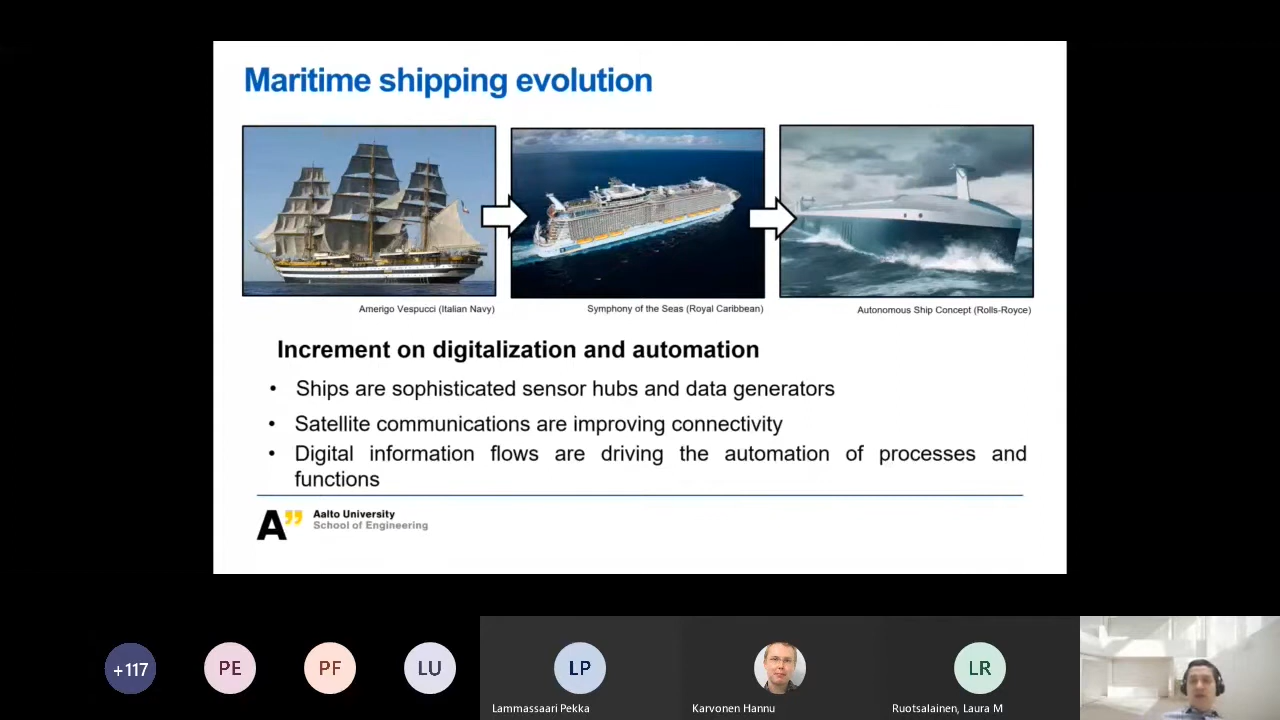 Maritime shipping evolution
Amerigo Vespucci (Italian Navy)
Symphony of the Seas (Royal Caribbean)
Autonomous Ship Concept (Rolls-Royce)
Increment on digitalization and automation
• Ships are sophisticated sensor hubs and data generators
• Satellite communications are improving connectivity
• Digital information flows are driving the automation of processes and
functions
A”
Aalto University
School of Engineering
+117
PE
PF
LU
LP
LR
Lammassaari Pekka
Karvonen Hannu
Ruotsalainen, Laura M